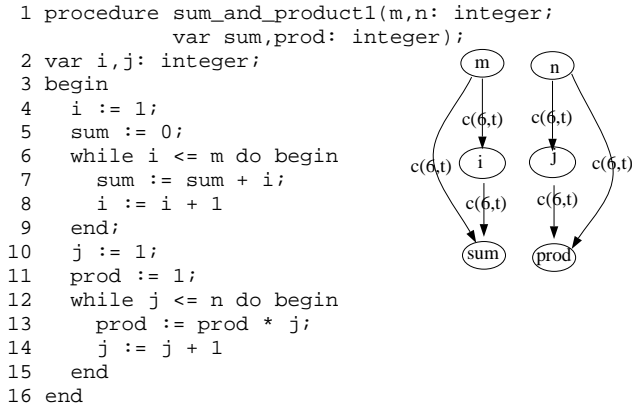 1 procedure sum_and_product1(m,n: integer;
var sum,prod: integer);
2 var i,j: integer;
3 begin
4 i := 1;
5 sum := 0;
6 while i <= m do begin
7 sum := sum + i;
8 i := i + 1
9 end;
10 j := 1;
11 prod := 1;
12 while j <= n do begin
13 prod := prod * j;
14 j := j + 1
15 end
16 end
m n
c(6,t) c(6,t)
c(6,t) i j c(6,t)
c(6,t) c(6,t)
sum prod